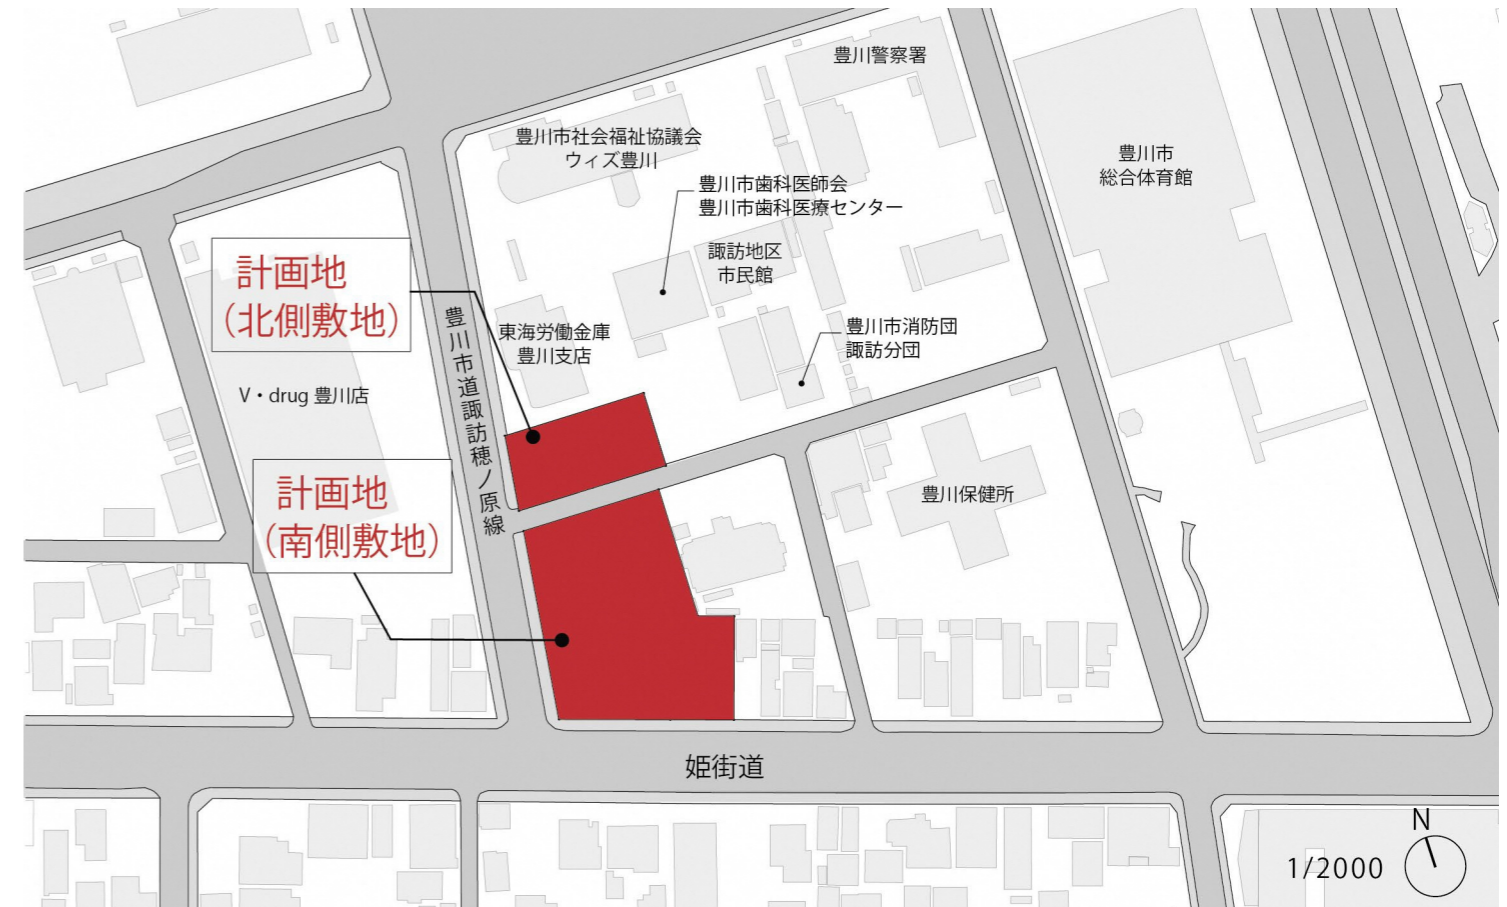 豊川警察署
豊川市社会福祉協議会
ウィズ豊川
豊川市
総合体育館
豊川市歯科医師会
豊川市歯科医療センター
諏訪地区
市民館
計画地
（北側敷地）
豊川市道諏訪穂ノ原線
東海労働金庫
豊川支店
豊川市消防団
諏訪分団
V・drug 豊川店
計画地
（南側敷地）
豊川保健所
姫街道
N
1/2000